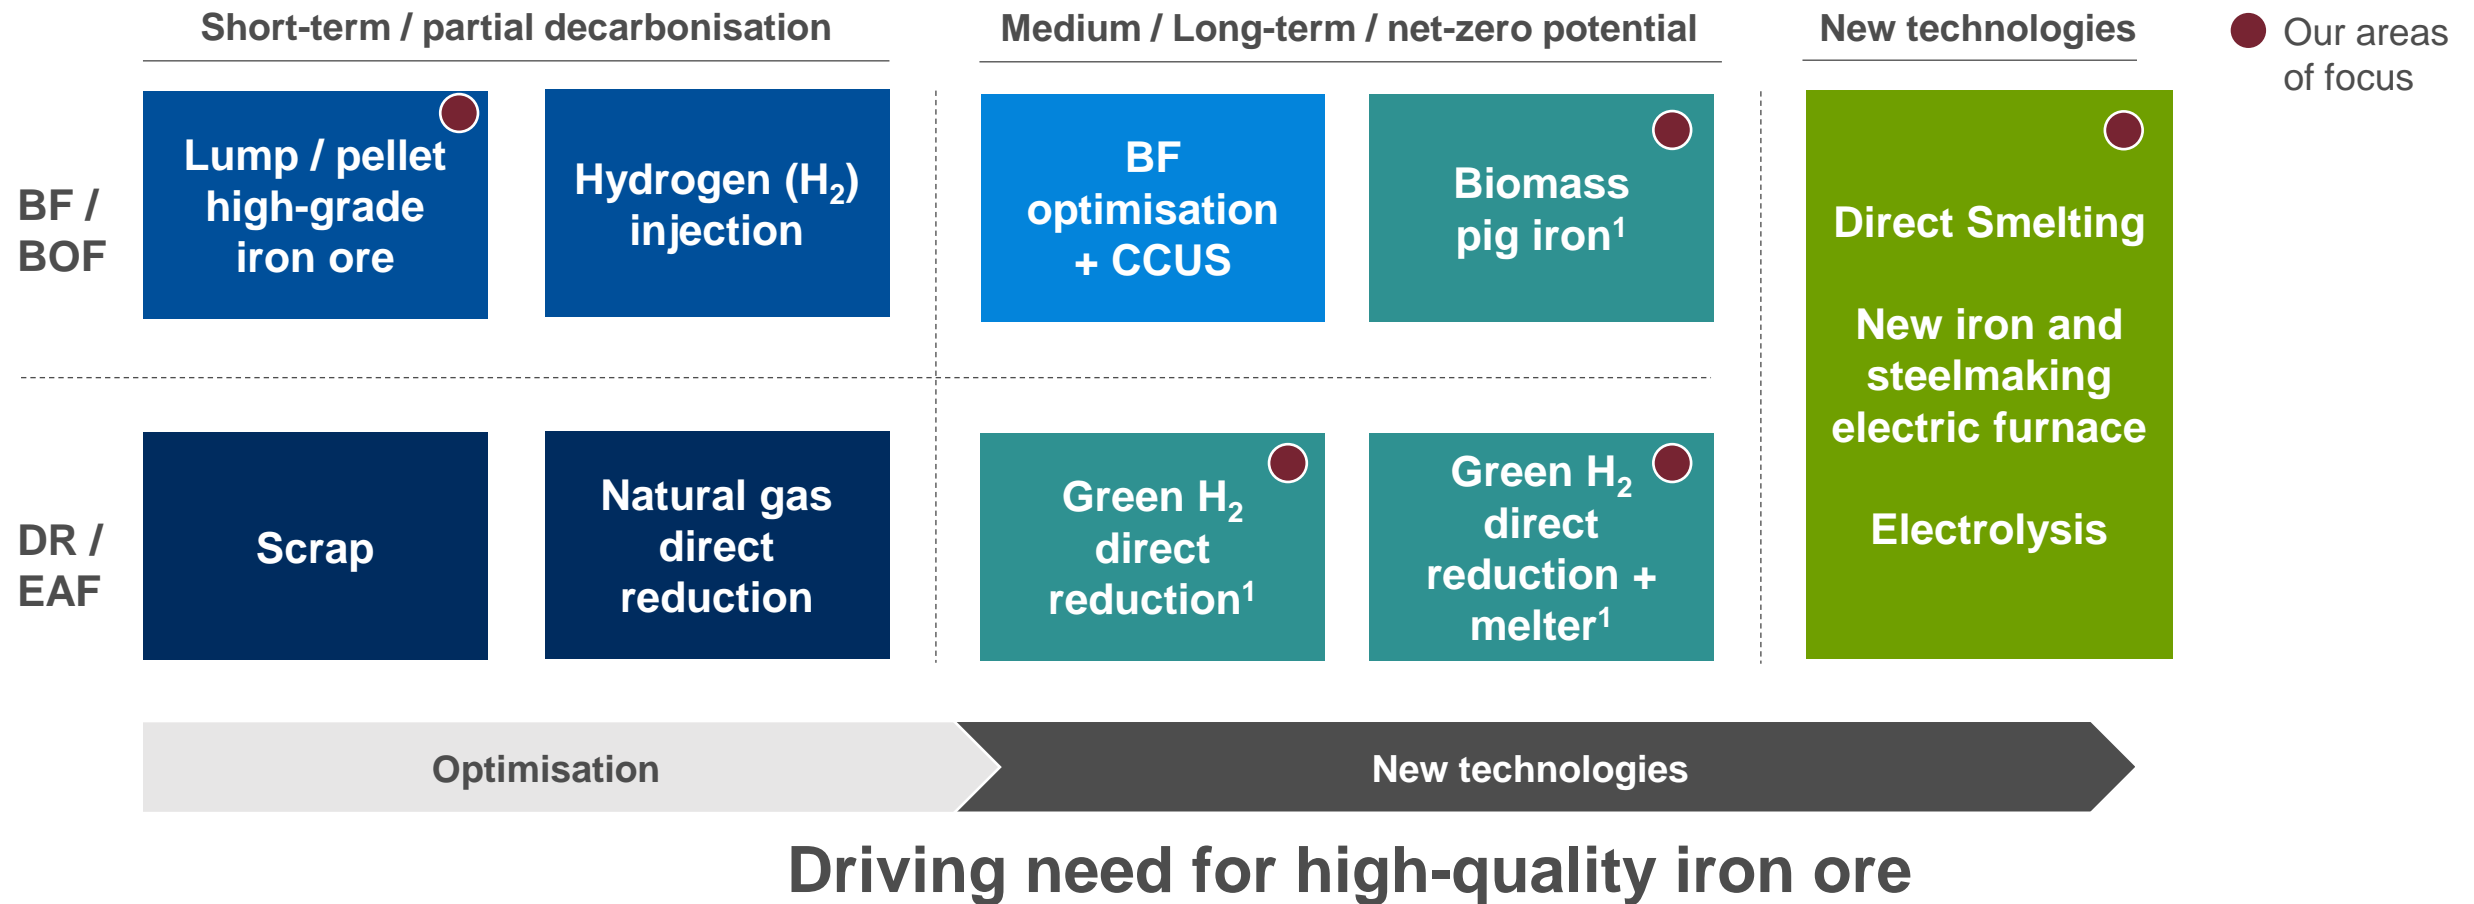 Short-term / partial decarbonisation
Medium / Long-term / net-zero potential
New technologies
Our areas
of focus
BF /
BOF
Lump / pellet
high-grade
iron ore
Hydrogen (H₂)
injection
BF
optimisation
+ CCUS
Biomass
pig iron¹
Direct Smelting
New iron and
steelmaking
electric furnace
Electrolysis
DR /
EAF
Scrap
Natural gas
direct
reduction
Green H₂
direct
reduction¹
Green H₂
direct
reduction +
melter¹
Optimisation
New technologies
Driving need for high-quality iron ore